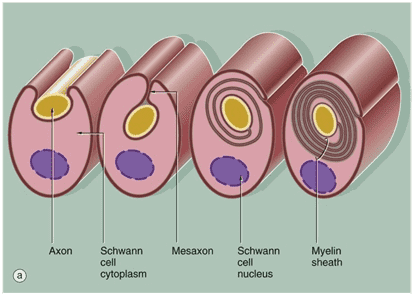 Axon
Schwann
cell
cytoplasm
Mesaxon
Schwann
cell
nucleus
Myelin
sheath
a